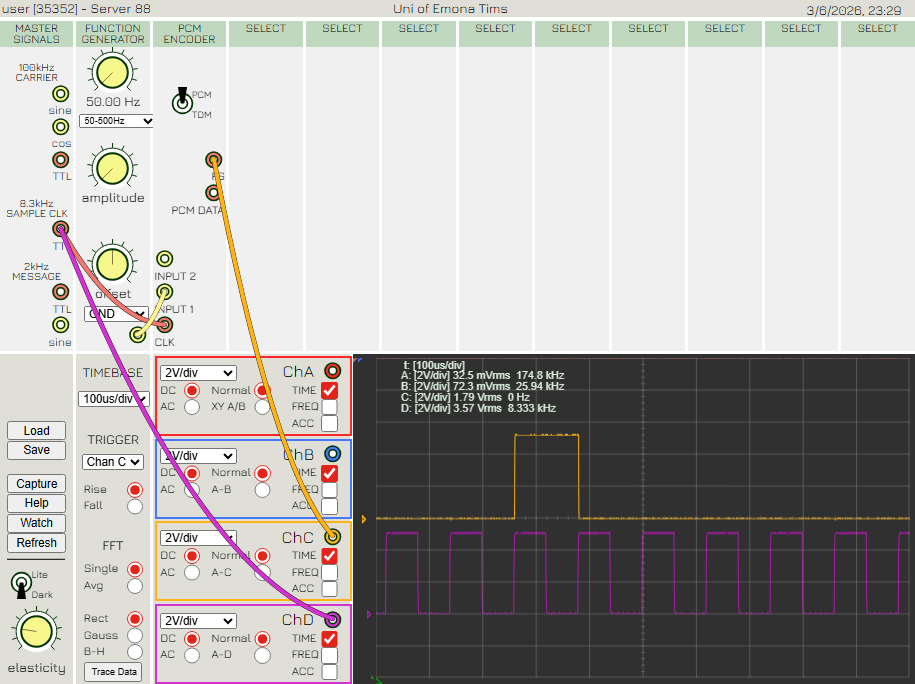 user [35352] - Server 88
Uni of Emona Tims
3/6/2026, 23:29
MASTER SIGNALS
FUNCTION GENERATOR
PCM ENCODER
SELECT
SELECT
SELECT
SELECT
SELECT
SELECT
SELECT
SELECT
SELECT
100kHz
CARRIER
sine
cos
TTL
8.3kHz
SAMPLE CLK
2kHz
MESSAGE
TTL
sine
50.00 Hz
50-500Hz
amplitude
offset
GND
PCM
TDM
FS
PCM DATA
INPUT 2
INPUT 1
CLK
Load
Save
Capture
Help
Watch
Refresh
Lite
Dark
elasticity
TIMEBASE
100us/div
TRIGGER
Chan C
Rise
Fall
FFT
Single
Avg
Rect
Gauss
B-H
Trace Data
2V/div
ChA
DC
Normal
TIME
AC
XY A/B
FREQ
ACC
2V/div
ChB
DC
Normal
TIME
AC
A-B
FREQ
ACC
2V/div
ChC
DC
Normal
TIME
AC
A-C
FREQ
ACC
2V/div
ChD
DC
Normal
TIME
AC
A-D
FREQ
ACC
t: [100us/div]
A: [2V/div] 32.5 mVrms 174.8 kHz
B: [2V/div] 72.3 mVrms 25.94 kHz
C: [2V/div] 1.79 Vrms 0 Hz
D: [2V/div] 3.57 Vrms 8.333 kHz